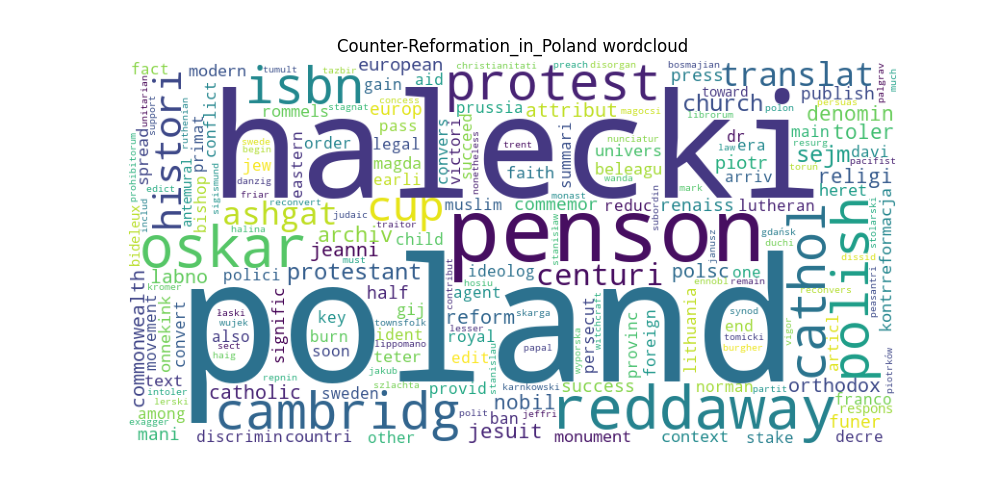 Counter-Reformation_in_Poland wordcloud
fact modern tumult tazbir european christianitati preach disorgan bosmajian
unitarian support ruthenian histori conflict isbn gain aid protest press toward translat palgrav much
rommels europ prussia attribut church publish denomin
spread primat swede begin jew eastern order pass legal convers victori succeed nonetheless trent magocsi concess nunciatur librorum persuas polon dr law era main toler
halecki
prohibitorum antemural bishop danzig friar magda earli faith summari univers beleagu mark wanda piotr arriv resurg torun sejm davi pacifist
includ edict sigismund reconvert judaic muslim monast commemor reduc subordin renaiss lutheran religi heret
bideleux ashgat cup penson cathol polish stolarski kontrreformacja
halina traitor archiv child stanisław janusz gdańsk duchi dissid
oskar jeanni must
labno polici protestant contribut ideolog hosiu centuri polsc one ennobl remain peasantri reconvers
kromer commonwealth movement onnekink convert poland half agent
łaski wujek also sect haig signific key burn soon gij ident townsfolk lippomano lesser reform skarga royal papal persecut witchcraft provinc foreign lithuania end synod tomicki burgher vigor articl piotrków
text jakub teter edit stanislau wyporska
intoler lerski repnin catholic sweden szlachta provid karnkowski success norman partit orthodox
exagger among cambridg polit nobil ban jeffri reddaway franco respons
mani discrimin countri other jesuit monument context stake funer decre